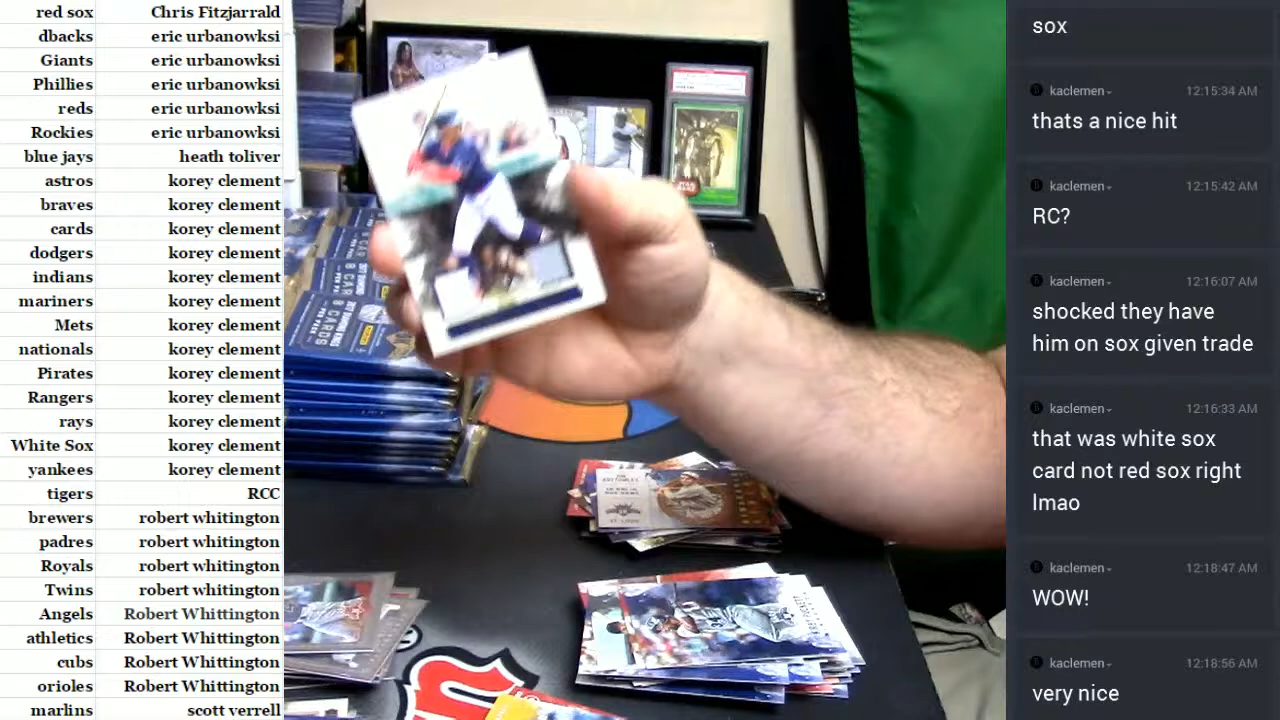 red sox Chris Fitzjarrald
dbacks eric urbanowksi
Giants eric urbanowksi
Phillies eric urbanowksi
reds eric urbanowksi
Rockies eric urbanowksi
blue jays heath toliver
astros korey clement
braves korey clement
cards korey clement
dodgers korey clement
indians korey clement
mariners korey clement
Mets korey clement
nationals korey clement
Pirates korey clement
Rangers korey clement
rays korey clement
White Sox korey clement
yankees korey clement
tigers RCC
brewers robert whitington
padres robert whitington
Royals robert whitington
Twins robert whitington
Angels Robert Whittington
athletics Robert Whittington
cubs Robert Whittington
orioles Robert Whittington
marlins scott verrell
8 CARDS
sox
kaclemen 12:15:34 AM
thats a nice hit
kaclemen 12:15:42 AM
RC?
kaclemen 12:16:07 AM
shocked they have
him on sox given trade
kaclemen 12:16:33 AM
that was white sox
card not red sox right
lmao
kaclemen 12:18:47 AM
WOW!
kaclemen 12:18:56 AM
very nice